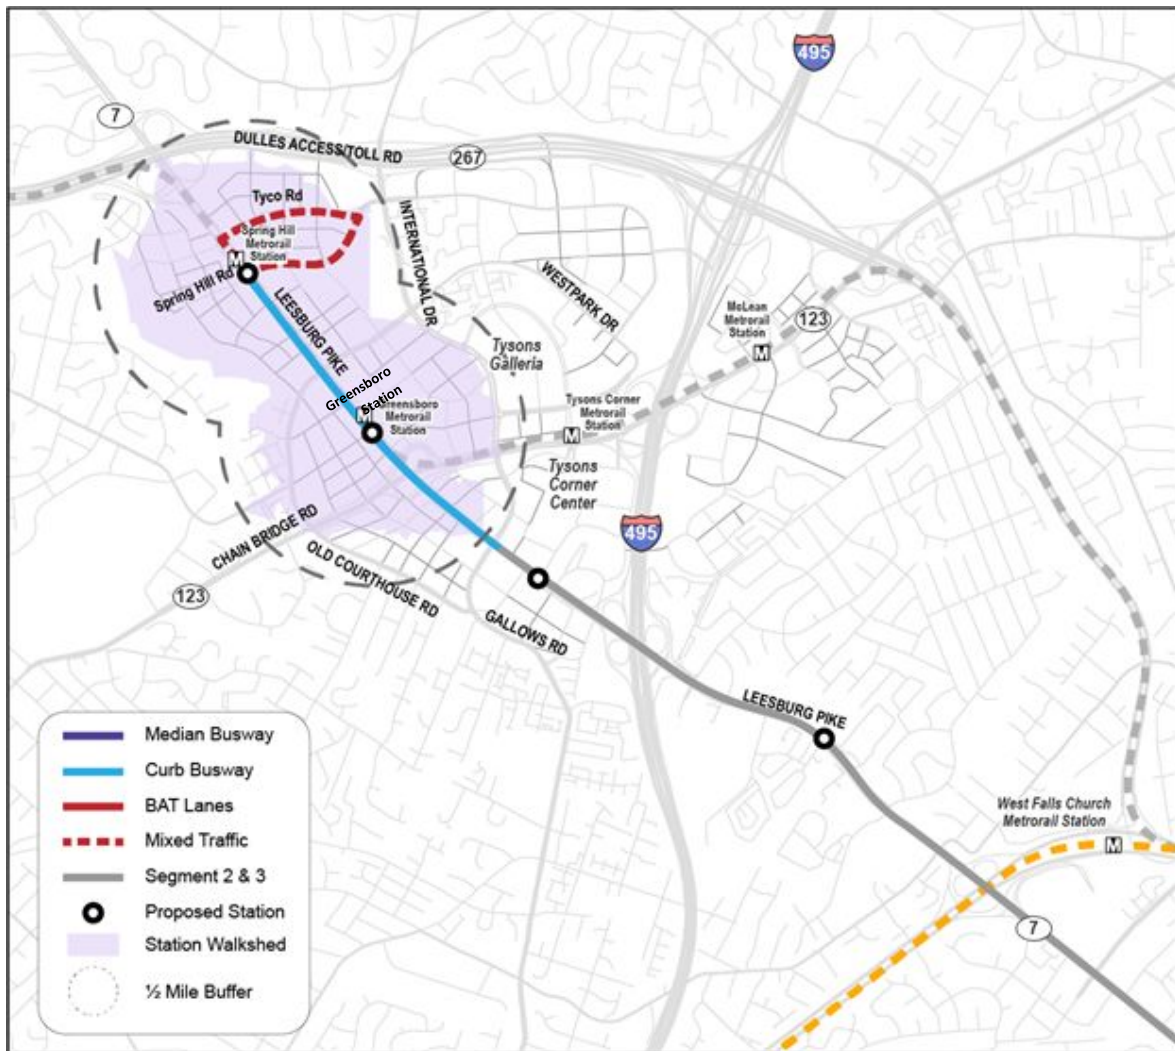 495
7
DULLES ACCESS/TOLL RD
267
Tyco Rd
Spring Hill
Metrorail
Station
M
Spring Hill Rd
INTERNATIONAL DR
WESTPARK DR
LEESBURG PIKE
McLean
Metrorail
Station
123
M
Tysons
Galleria
Greensboro
Station
M
Greensboro
Metrorail
Station
Tysons Corner
Metrorail
Station
M
Tysons
Corner
Center
CHAIN BRIDGE RD
495
OLD COURTHOUSE RD
123
GALLOWS RD
LEESBURG PIKE
West Falls Church
Metrorail Station
M
7
Median Busway
Curb Busway
BAT Lanes
Mixed Traffic
Segment 2 & 3
Proposed Station
Station Walkshed
½ Mile Buffer